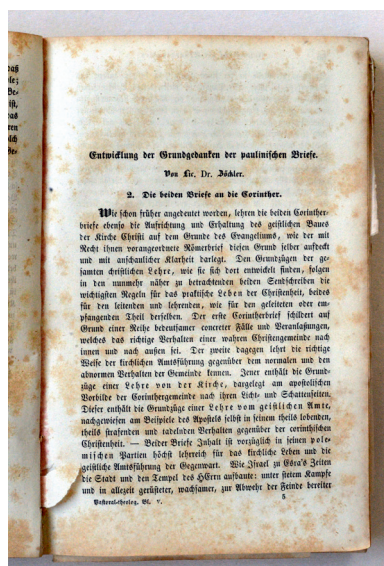 daß
ole;
Be-
ist,
das
ren
olch
Be-
Entwicklung der Grundgedanken der paulinischen Briefe.
Von Lic. Dr. Zöckler.
2. Die beiden Briefe an die Corinther.
Wie schon früher angedeutet worden, lehren die beiden Corinther-
briefe ebenso die Aufrichtung und Erhaltung des geistlichen Baues
der Kirche Christi auf dem Grunde des Evangeliums, wie der mit
Recht ihnen vorangeordnete Römerbrief diesen Grund selber aufdeckt
und mit anschaulicher Klarheit darlegt. Den Grundzügen der ge-
samten christlichen Lehre, wie sie sich dort entwickelt finden, folgen
in den nunmehr näher zu betrachtenden beiden Sendschreiben die
wichtigsten Regeln für das praktische Leben der Christenheit, beides
für den leitenden und lehrenden, wie für den geleiteten oder em-
pfangenden Theil derselben. Der erste Corintherbrief schildert auf
Grund einer Reihe bedeutsamer concreter Fälle und Veranlaßungen,
welches das richtige Verhalten einer wahren Christengemeinde nach
innen und nach außen sei. Der zweite dagegen lehrt die richtige
Weise der kirchlichen Amtsführung gegenüber dem normalen und den
abnormen Verhalten der Gemeinde kennen. Jener enthält die Grund-
züge einer Lehre von der Kirche, dargelegt am apostolischen
Vorbilde der Corinthergemeinde nach ihren Licht- und Schattenseiten.
Dieser enthält die Grundzüge einer Lehre vom geistlichen Amte,
nachgewiesen am Beispiele des Apostels selbst in seinem theils lobenden,
theils strafenden und tadelnden Verhalten gegenüber der corinthischen
Christenheit. — Beider Briefe Inhalt ist vorzüglich in seinen pole-
mischen Partien höchst lehrreich für das kirchliche Leben und die
geistliche Amtsführung der Gegenwart. Wie Israel zu Esra's Zeiten
die Stadt und den Tempel des HErrn aufbaute: unter stetem Kampfe
und in allezeit gerüsteter, wachsamer, zur Abwehr der Feinde bereiter
Pastoral-theolog. Bl. V. 5